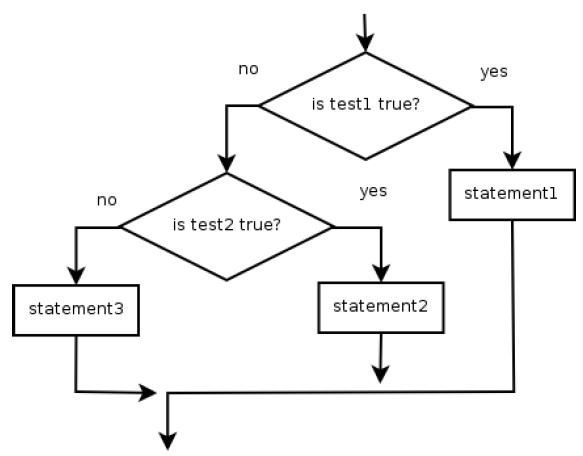 no
yes
is test1 true?
statement1
no
yes
is test2 true?
statement3
statement2